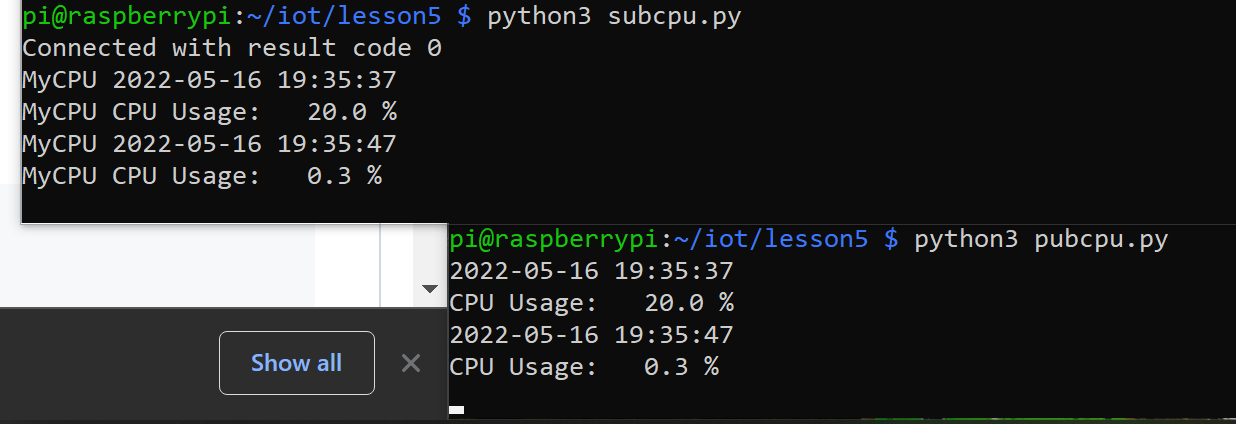 pi@raspberrypi:~/iot/lesson5 $ python3 subcpu.py
Connected with result code 0
MyCPU 2022-05-16 19:35:37
MyCPU CPU Usage:   20.0 %
MyCPU 2022-05-16 19:35:47
MyCPU CPU Usage:   0.3 %
pi@raspberrypi:~/iot/lesson5 $ python3 pubcpu.py
2022-05-16 19:35:37
CPU Usage:   20.0 %
2022-05-16 19:35:47
CPU Usage:   0.3 %
Show all